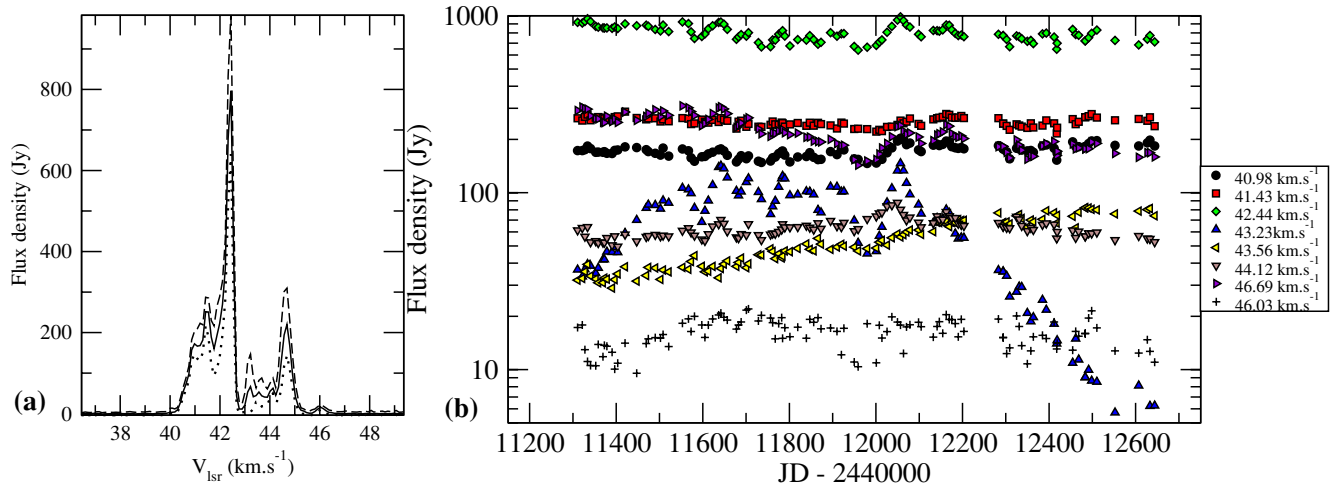 Flux density (Jy)
800
600
400
200
0
(a)
38 40 42 44 46 48
V_lsr (km.s^-1)
Flux density (Jy)
1000
100
10
(b)
11200 11400 11600 11800 12000 12200 12400 12600
JD - 2440000
40.98 km.s^-1
41.43 km.s^-1
42.44 km.s^-1
43.23km.s^-1
43.56 km.s^-1
44.12 km.s^-1
46.69 km.s^-1
46.03 km.s^-1